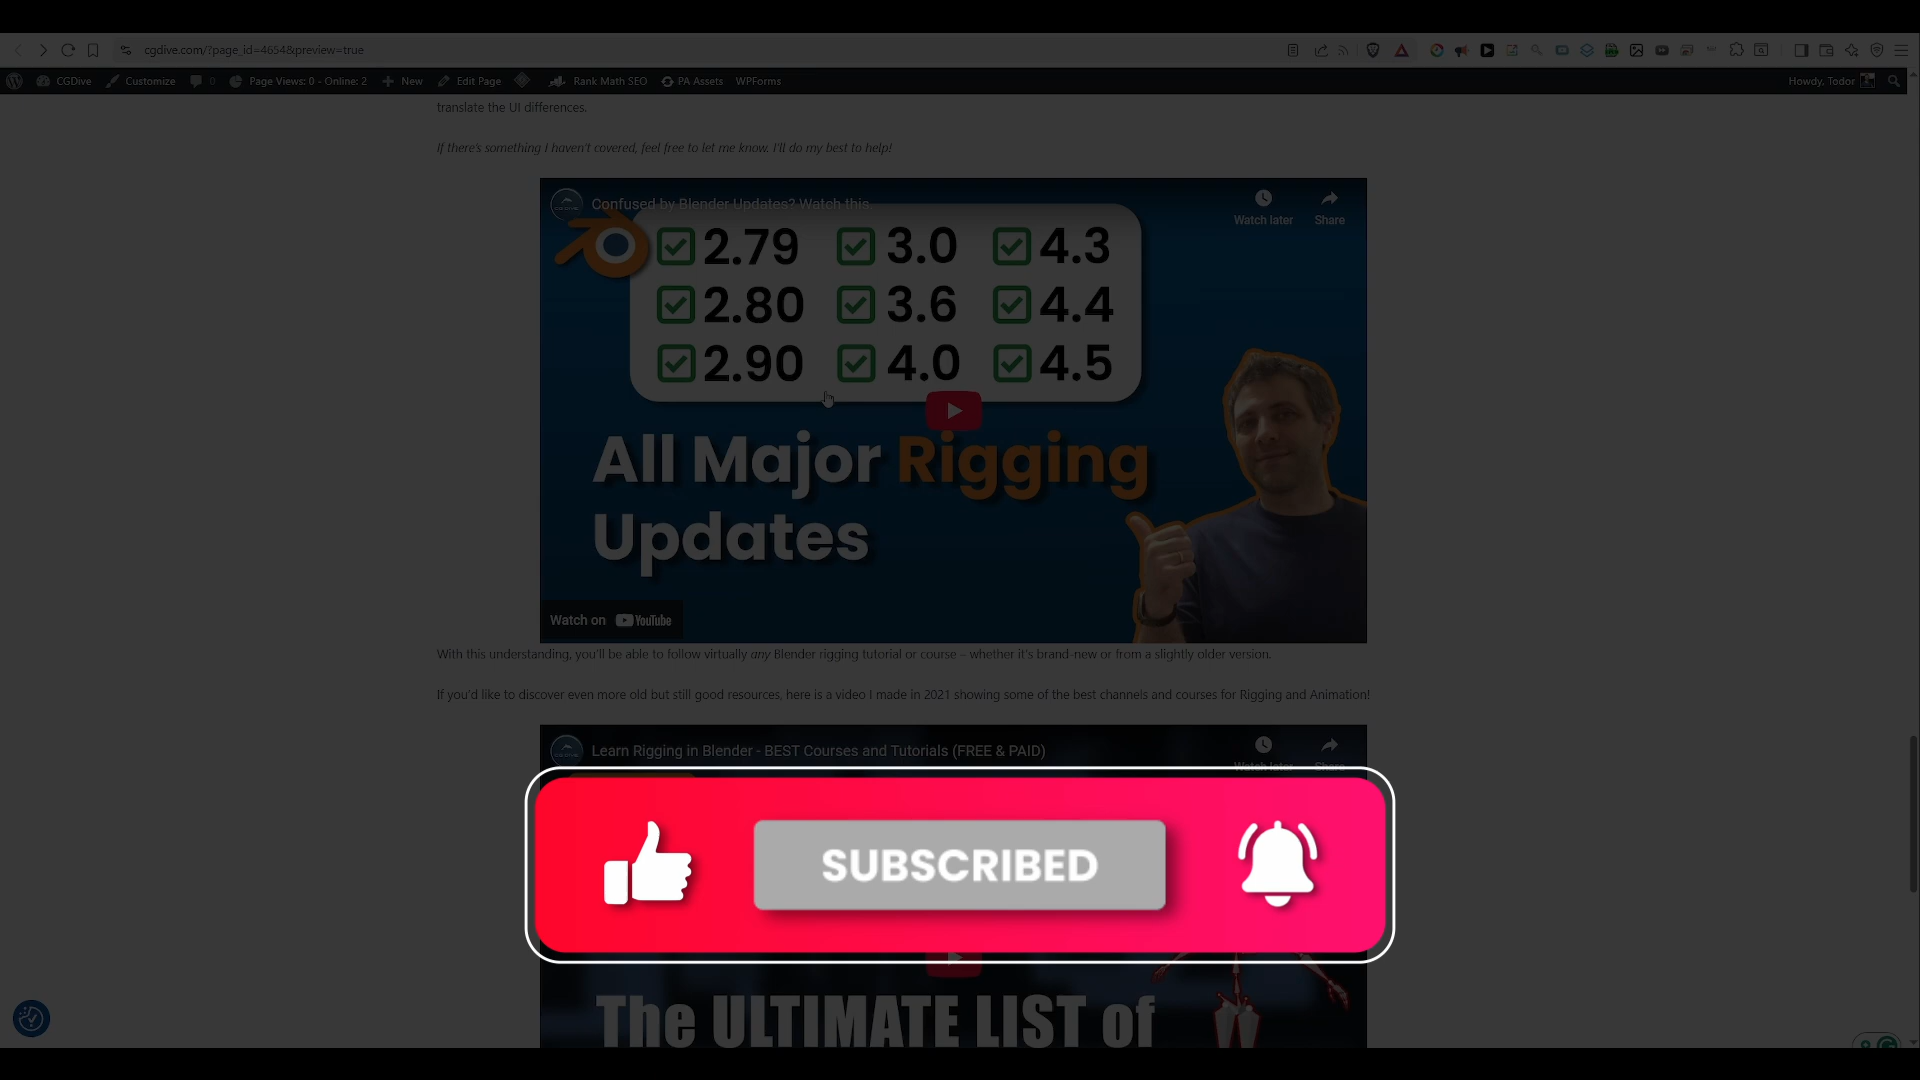 cgdive.com/?page_id=4654&preview=true
CGDive Customize 0 Page Views: 0 - Online: 2 New Edit Page Rank Math SEO PA Assets WPForms Howdy, Todor
translate the UI differences.
If there's something I haven't covered, feel free to let me know. I'll do my best to help!
Confused by Blender Updates? Watch this.
Watch later Share
2.79 3.0 4.3
2.80 3.6 4.4
2.90 4.0 4.5
All Major Rigging
Updates
Watch on YouTube
With this understanding, you'll be able to follow virtually any Blender rigging tutorial or course – whether it's brand-new or from a slightly older version.
If you'd like to discover even more old but still good resources, here is a video I made in 2021 showing some of the best channels and courses for Rigging and Animation!
Learn Rigging in Blender - BEST Courses and Tutorials (FREE & PAID)
Watch later Share
SUBSCRIBED
The ULTIMATE LIST of